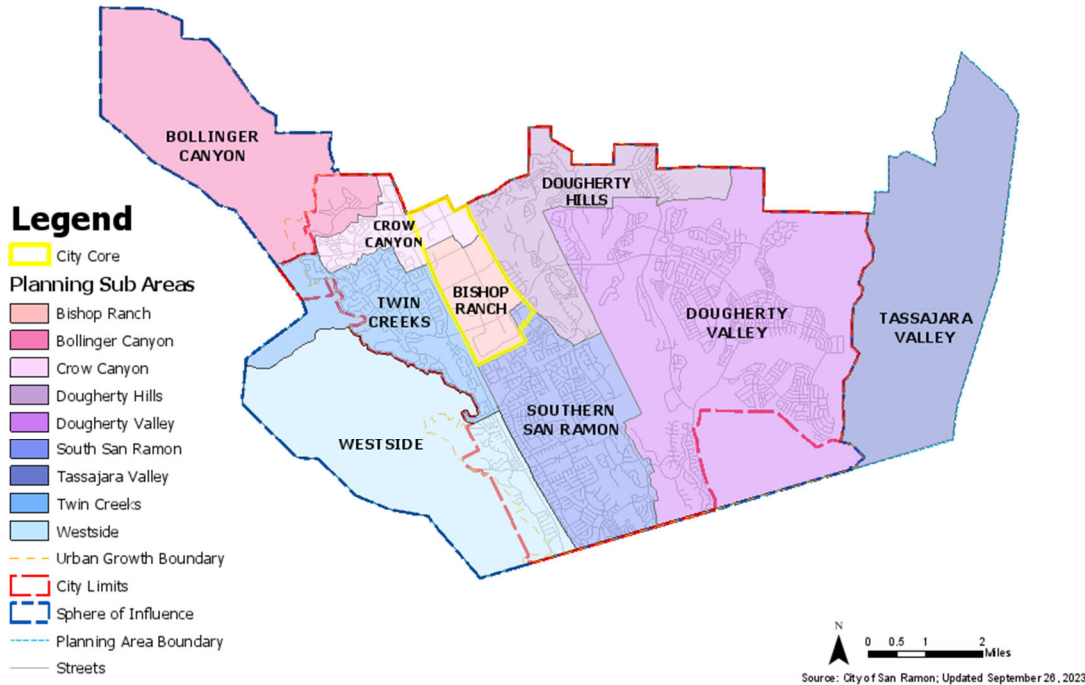 BOLLINGER
CANYON
DOUGHERTY
HILLS
CROW
CANYON
TWIN
CREEKS
BISHOP
RANCH
DOUGHERTY
VALLEY
TASSAJARA
VALLEY
SOUTHERN
SAN RAMON
WESTSIDE
Legend
City Core
Planning Sub Areas
Bishop Ranch
Bollinger Canyon
Crow Canyon
Dougherty Hills
Dougherty Valley
South San Ramon
Tassajara Valley
Twin Creeks
Westside
Urban Growth Boundary
City Limits
Sphere of Influence
Planning Area Boundary
Streets
N
0 0.5 1 2
Miles
Source: City of San Ramon; Updated September 26, 2023